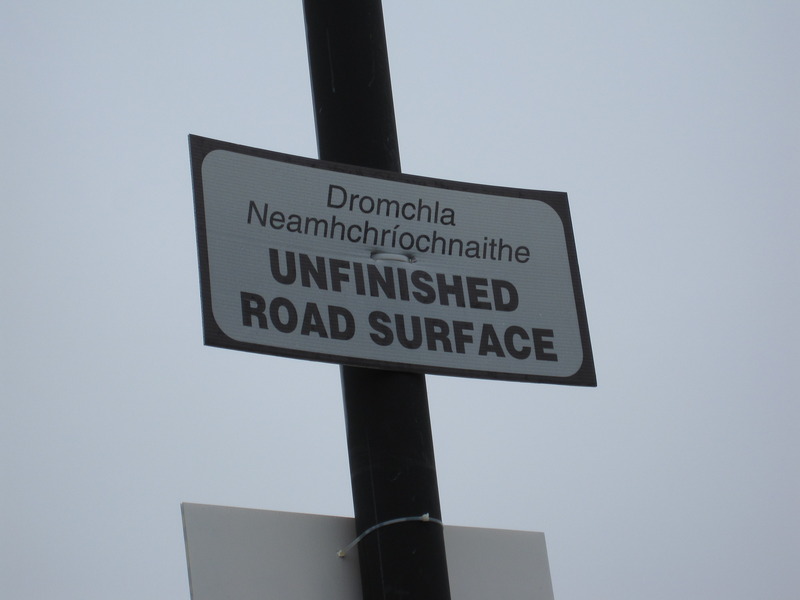 Dromchla
Neamhchríochnaithe
UNFINISHED
ROAD SURFACE